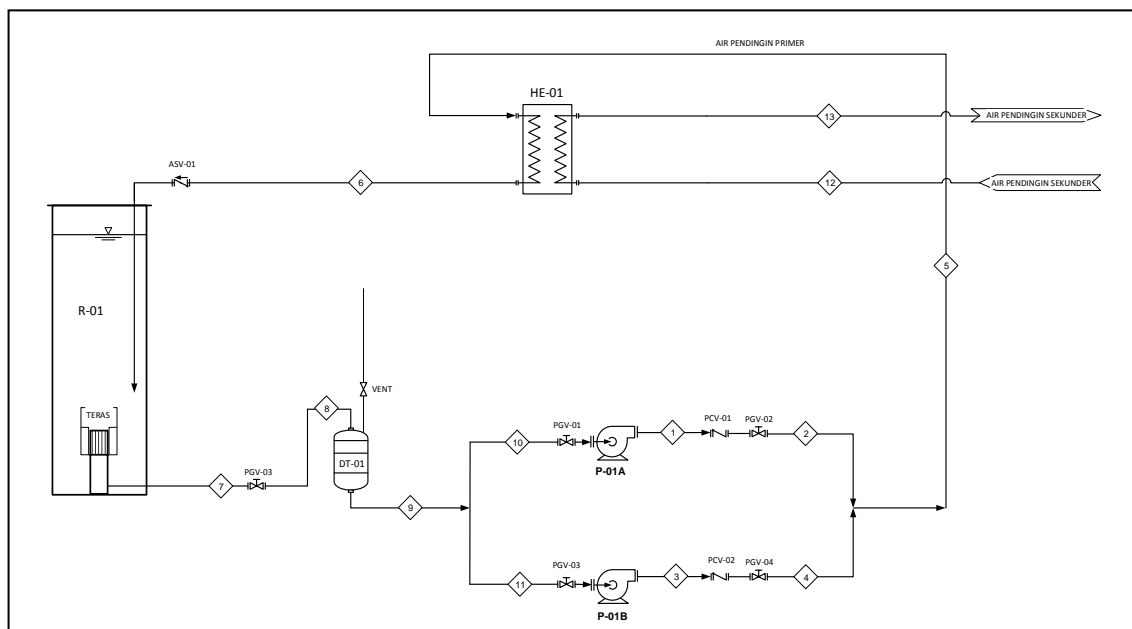 AIR PENDINGIN PRIMER
HE-01
13
AIR PENDINGIN SEKUNDER
ASV-01
6
12
AIR PENDINGIN SEKUNDER
5
R-01
VENT
8
TERAS
PGV-01
PCV-01
PGV-02
10
1
2
DT-01
P-01A
PGV-03
7
9
PGV-03
PCV-02
PGV-04
11
3
4
P-01B